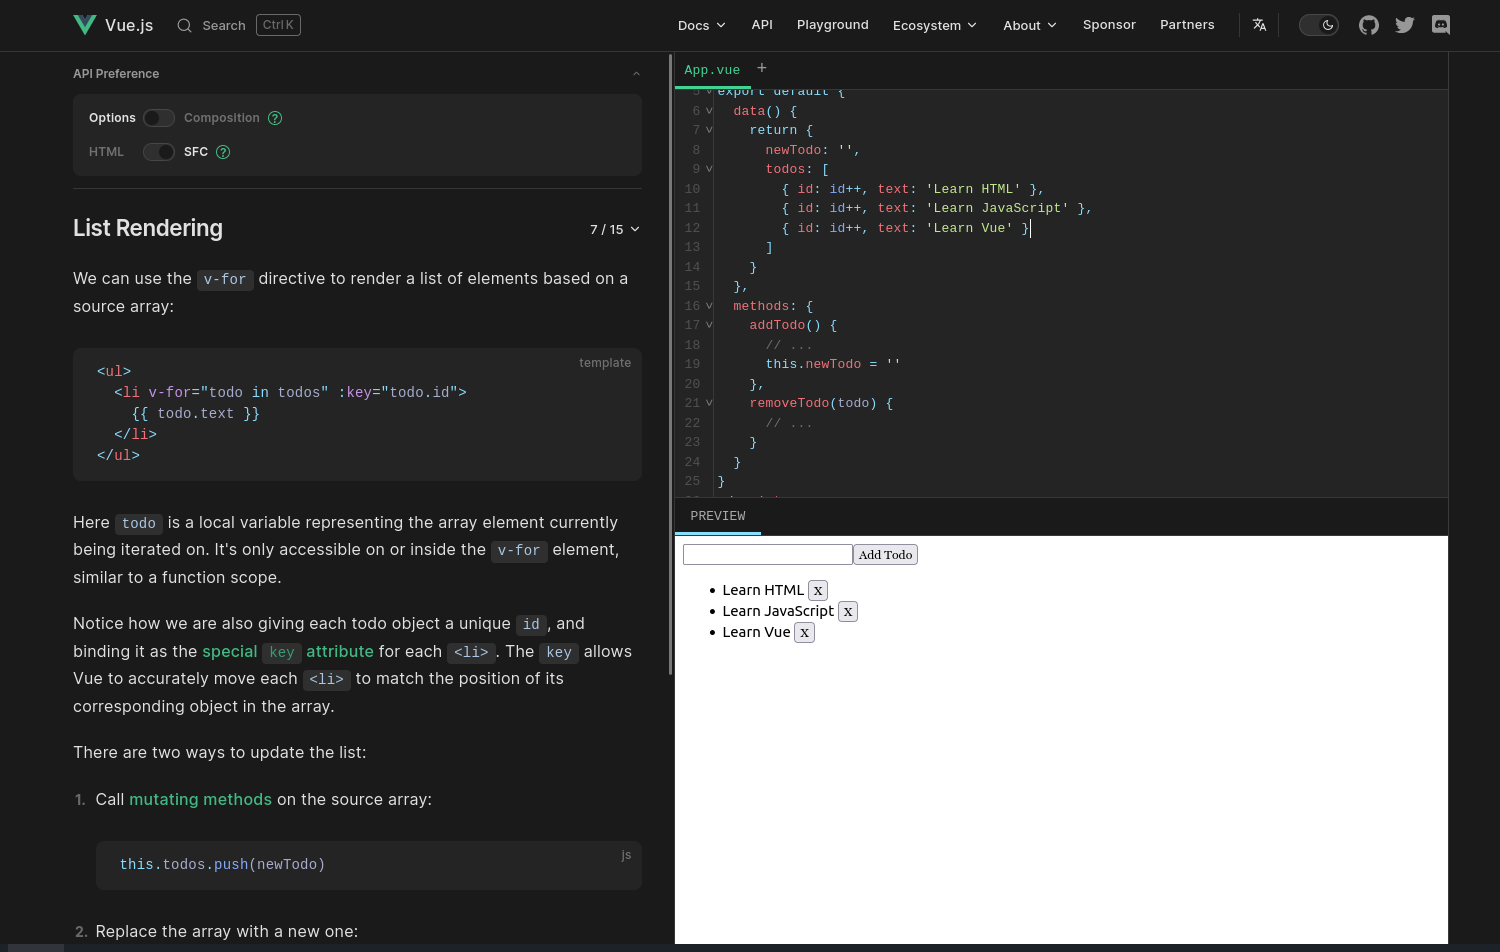 Vue.js
Search
Ctrl K
Docs
API
Playground
Ecosystem
About
Sponsor
Partners
API Preference
Options
Composition
?
HTML
SFC
?
List Rendering
7 / 15
We can use the v-for directive to render a list of elements based on a
source array:
template
<ul>
  <li v-for="todo in todos" :key="todo.id">
    {{ todo.text }}
  </li>
</ul>
Here todo is a local variable representing the array element currently
being iterated on. It's only accessible on or inside the v-for element,
similar to a function scope.
Notice how we are also giving each todo object a unique id, and
binding it as the special key attribute for each <li>. The key allows
Vue to accurately move each <li> to match the position of its
corresponding object in the array.
There are two ways to update the list:
1. Call mutating methods on the source array:
js
this.todos.push(newTodo)
2. Replace the array with a new one:
App.vue
+
5 export default {
6   data() {
7     return {
8       newTodo: '',
9       todos: [
10         { id: id++, text: 'Learn HTML' },
11         { id: id++, text: 'Learn JavaScript' },
12         { id: id++, text: 'Learn Vue' }
13       ]
14     }
15   },
16   methods: {
17     addTodo() {
18       // ...
19       this.newTodo = ''
20     },
21     removeTodo(todo) {
22       // ...
23     }
24   }
25 }
PREVIEW
Add Todo
• Learn HTML x
• Learn JavaScript x
• Learn Vue x